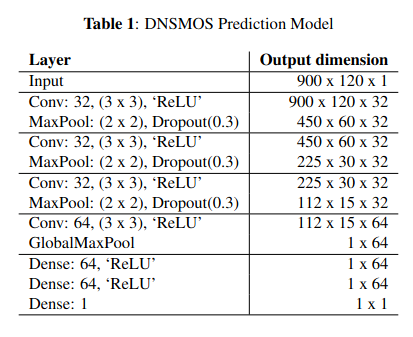 Table 1: DNSMOS Prediction Model
Layer Output dimension
Input 900 x 120 x 1
Conv: 32, (3 x 3), ‘ReLU’ 900 x 120 x 32
MaxPool: (2 x 2), Dropout(0.3) 450 x 60 x 32
Conv: 32, (3 x 3), ‘ReLU’ 450 x 60 x 32
MaxPool: (2 x 2), Dropout(0.3) 225 x 30 x 32
Conv: 32, (3 x 3), ‘ReLU’ 225 x 30 x 32
MaxPool: (2 x 2), Dropout(0.3) 112 x 15 x 32
Conv: 64, (3 x 3), ‘ReLU’ 112 x 15 x 64
GlobalMaxPool 1 x 64
Dense: 64, ‘ReLU’ 1 x 64
Dense: 64, ‘ReLU’ 1 x 64
Dense: 1 1 x 1